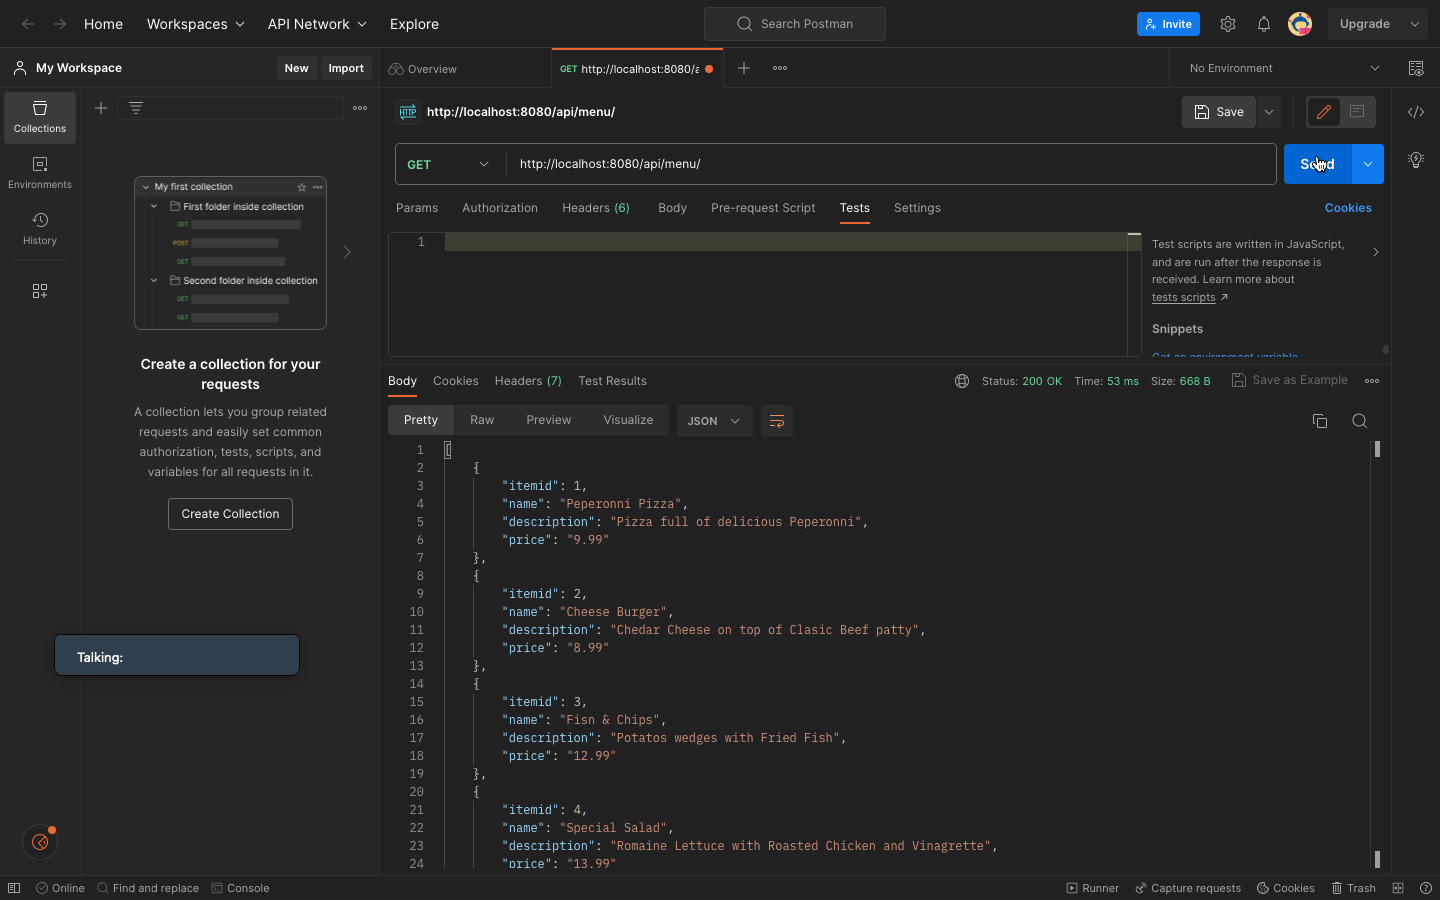 Home
Workspaces
API Network
Explore
Search Postman
Invite
Upgrade
My Workspace
New
Import
Overview
GET http://localhost:8080/a
No Environment
Collections
Environments
History
http://localhost:8080/api/menu/
Save
GET
http://localhost:8080/api/menu/
Send
Params
Authorization
Headers (6)
Body
Pre-request Script
Tests
Settings
Cookies
1
Test scripts are written in JavaScript,
and are run after the response is
received. Learn more about
tests scripts
Snippets
Get an environment variable
My first collection
First folder inside collection
GET
POST
GET
Second folder inside collection
GET
GET
Create a collection for your
requests
A collection lets you group related
requests and easily set common
authorization, tests, scripts, and
variables for all requests in it.
Create Collection
Talking:
Body
Cookies
Headers (7)
Test Results
Status: 200 OK
Time: 53 ms
Size: 668 B
Save as Example
Pretty
Raw
Preview
Visualize
JSON
1 [
2 {
3 "itemid": 1,
4 "name": "Peperonni Pizza",
5 "description": "Pizza full of delicious Peperonni",
6 "price": "9.99"
7 },
8 {
9 "itemid": 2,
10 "name": "Cheese Burger",
11 "description": "Chedar Cheese on top of Clasic Beef patty",
12 "price": "8.99"
13 },
14 {
15 "itemid": 3,
16 "name": "Fisn & Chips",
17 "description": "Potatos wedges with Fried Fish",
18 "price": "12.99"
19 },
20 {
21 "itemid": 4,
22 "name": "Special Salad",
23 "description": "Romaine Lettuce with Roasted Chicken and Vinagrette",
24 "price": "13.99"
Online
Find and replace
Console
Runner
Capture requests
Cookies
Trash